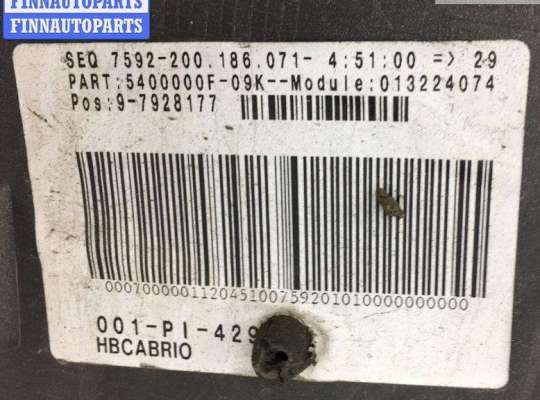 FINNAUTOPARTS
FINNAUTOPARTS
SEQ 7592-200.186.071- 4:51:00 => 29
PART:5400000F-09K--Module:013224074
Pos:9-7928177
00070000011204510075920101000000000
001-PI-429
HBCABRIO